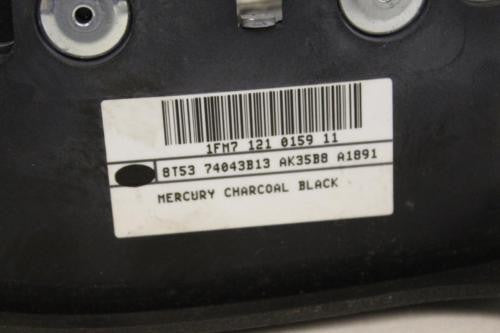 1FM7 121 0159 11
8T53 74043B13 AK35B8 A1891
MERCURY CHARCOAL BLACK